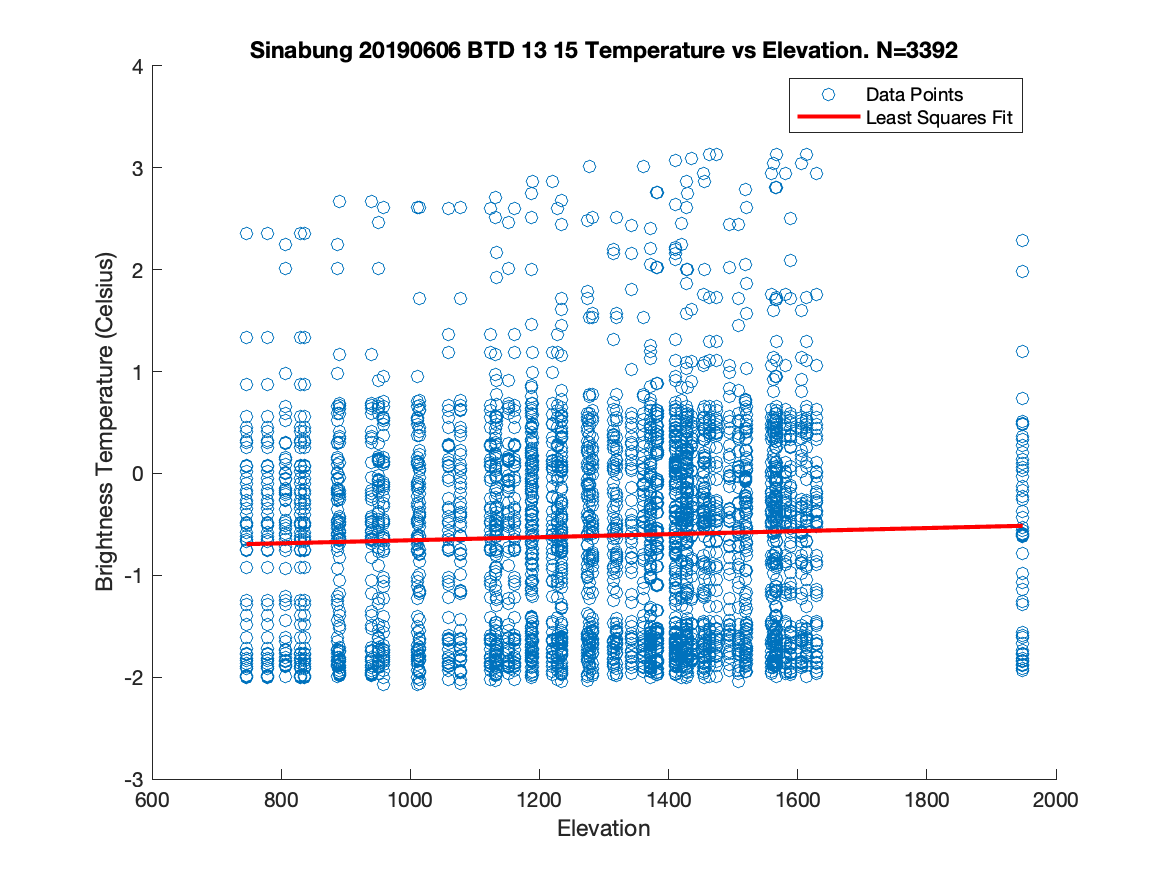 Sinabung 20190606 BTD 13 15 Temperature vs Elevation. N=3392
Data Points
Least Squares Fit
Brightness Temperature (Celsius)
4
3
2
1
0
-1
-2
-3
600 800 1000 1200 1400 1600 1800 2000
Elevation